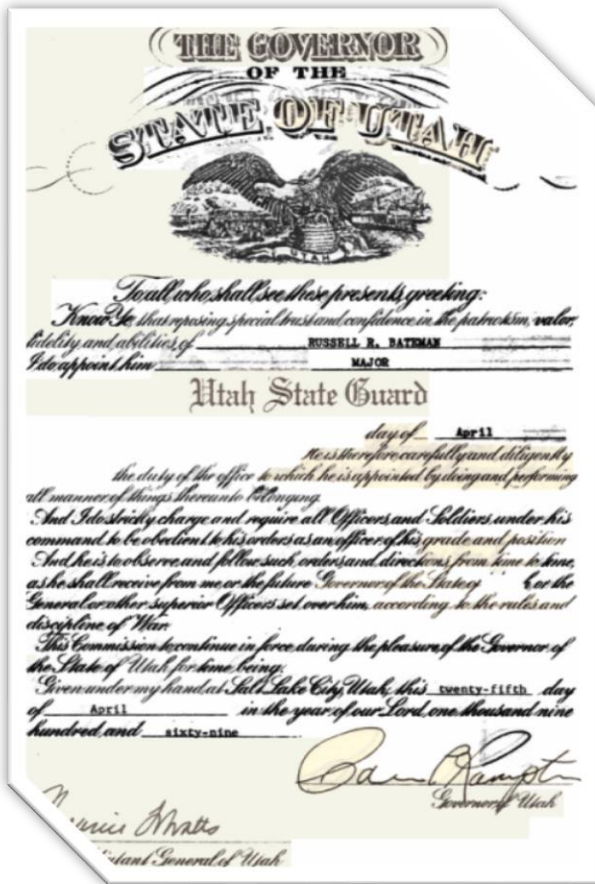 THE GOVERNOR
OF THE
STATE OF UTAH
UTAH
To all who shall see these presents, greeting:
Know Ye, that reposing special trust and confidence in the patriotism, valor,
fidelity and abilities of RUSSELL R. BATEMAN
I do appoint him MAJOR
Utah State Guard
day of April
He is therefore carefully and diligently
the duty of the office to which he is appointed by doing and performing
all manner of things thereunto belonging.
And I do strictly charge and require all Officers and Soldiers under his
command to be obedient to his orders as an officer of his grade and position
And he is to observe and follow such orders and directions from time to time,
as he shall receive from me or the future Governor of the State of or the
General or other superior Officers set over him, according to the rules and
discipline of War.
This Commission to continue in force during the pleasure of the Governor of
the State of Utah, for time being.
Given under my hand at Salt Lake City, Utah, this twenty-fifth day
of April in the year of our Lord, one thousand nine
hundred and sixty-nine
Governor of Utah
General of Utah